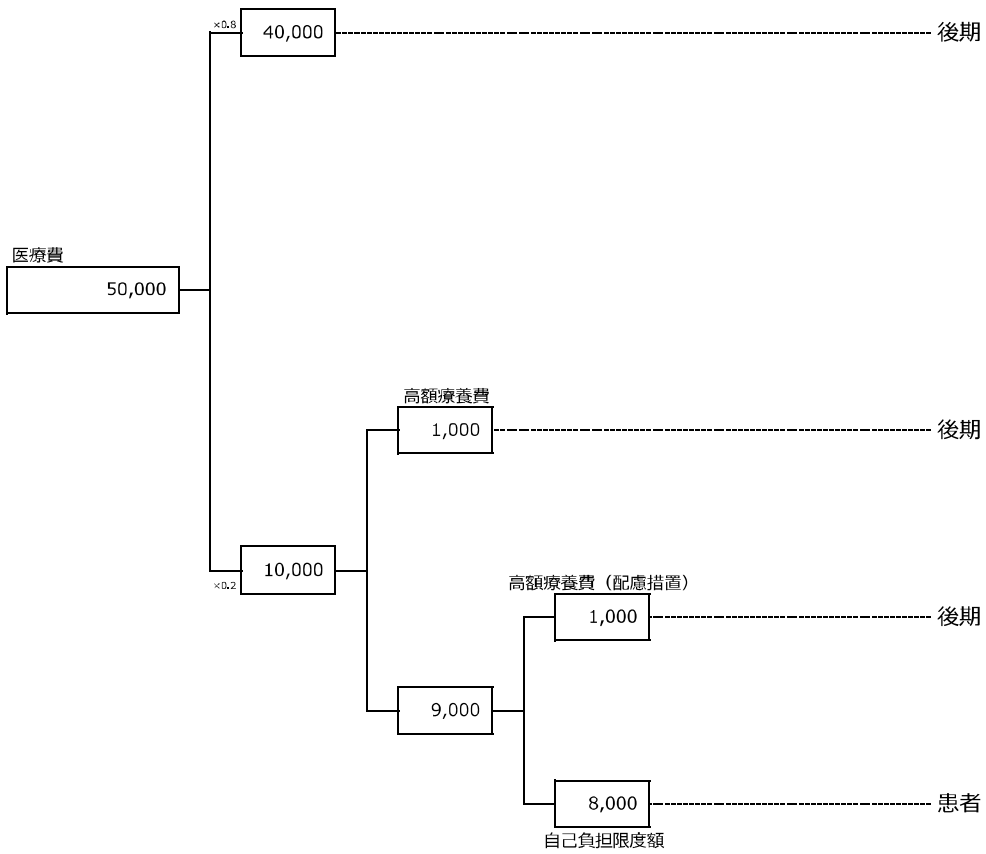 ×0.8
40,000
後期
医療費
50,000
高額療養費
1,000
後期
×0.2
10,000
高額療養費（配慮措置）
1,000
後期
9,000
8,000
患者
自己負担限度額